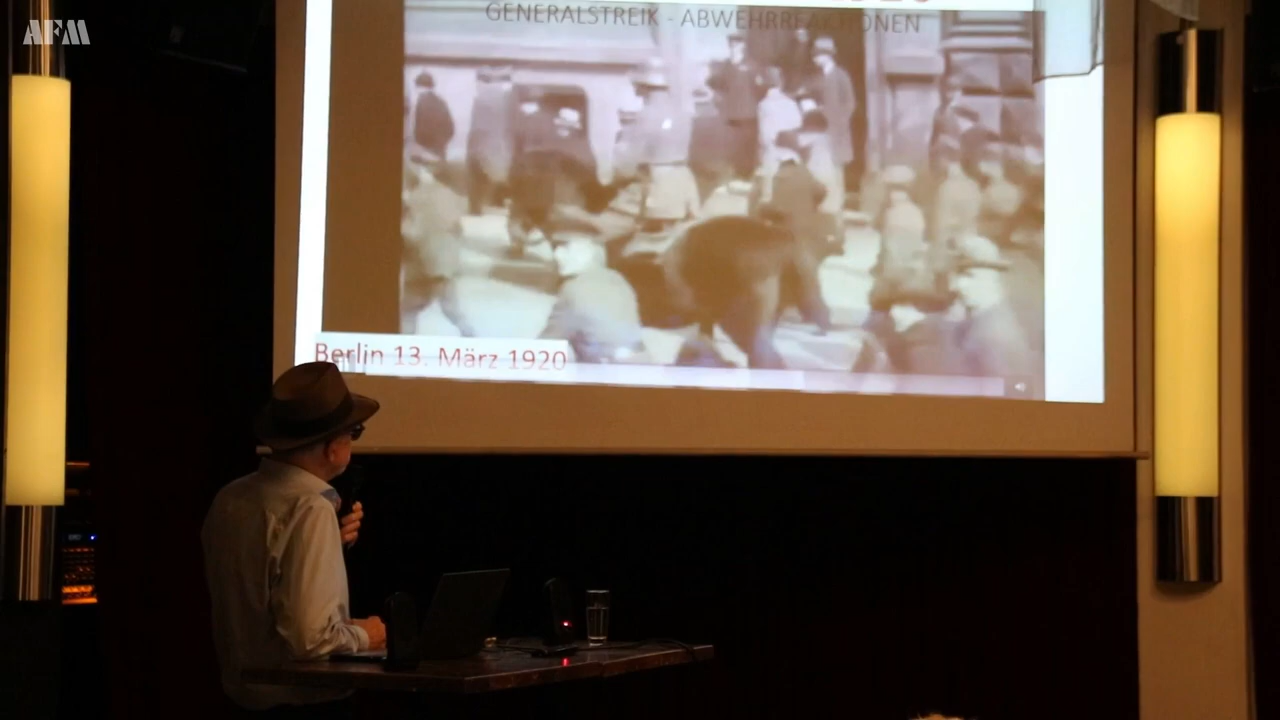 AFM
GENERALSTREIK - ABWEHRREAKTIONEN
Berlin 13. März 1920